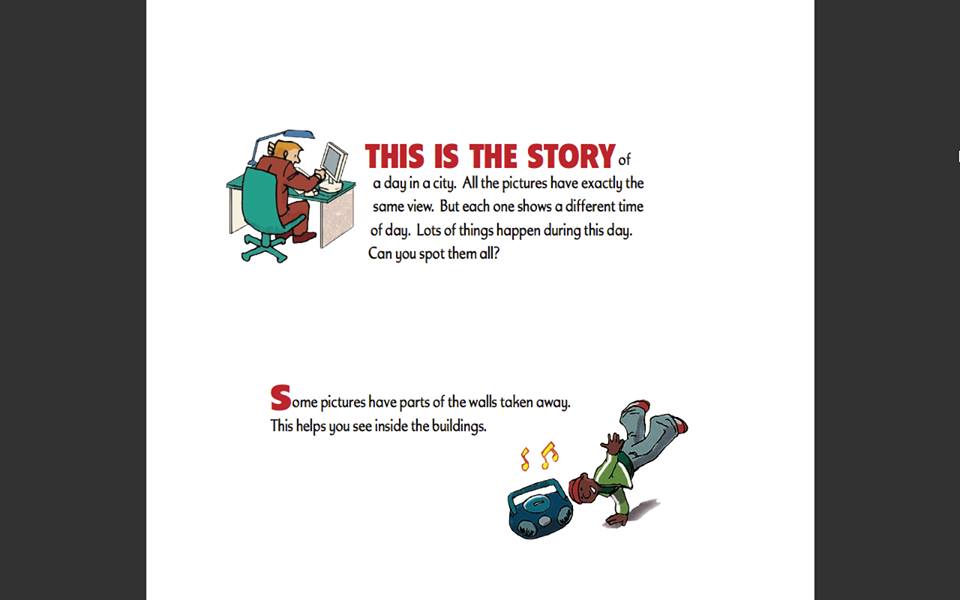 THIS IS THE STORY of
a day in a city. All the pictures have exactly the
same view. But each one shows a different time
of day. Lots of things happen during this day.
Can you spot them all?
Some pictures have parts of the walls taken away.
This helps you see inside the buildings.